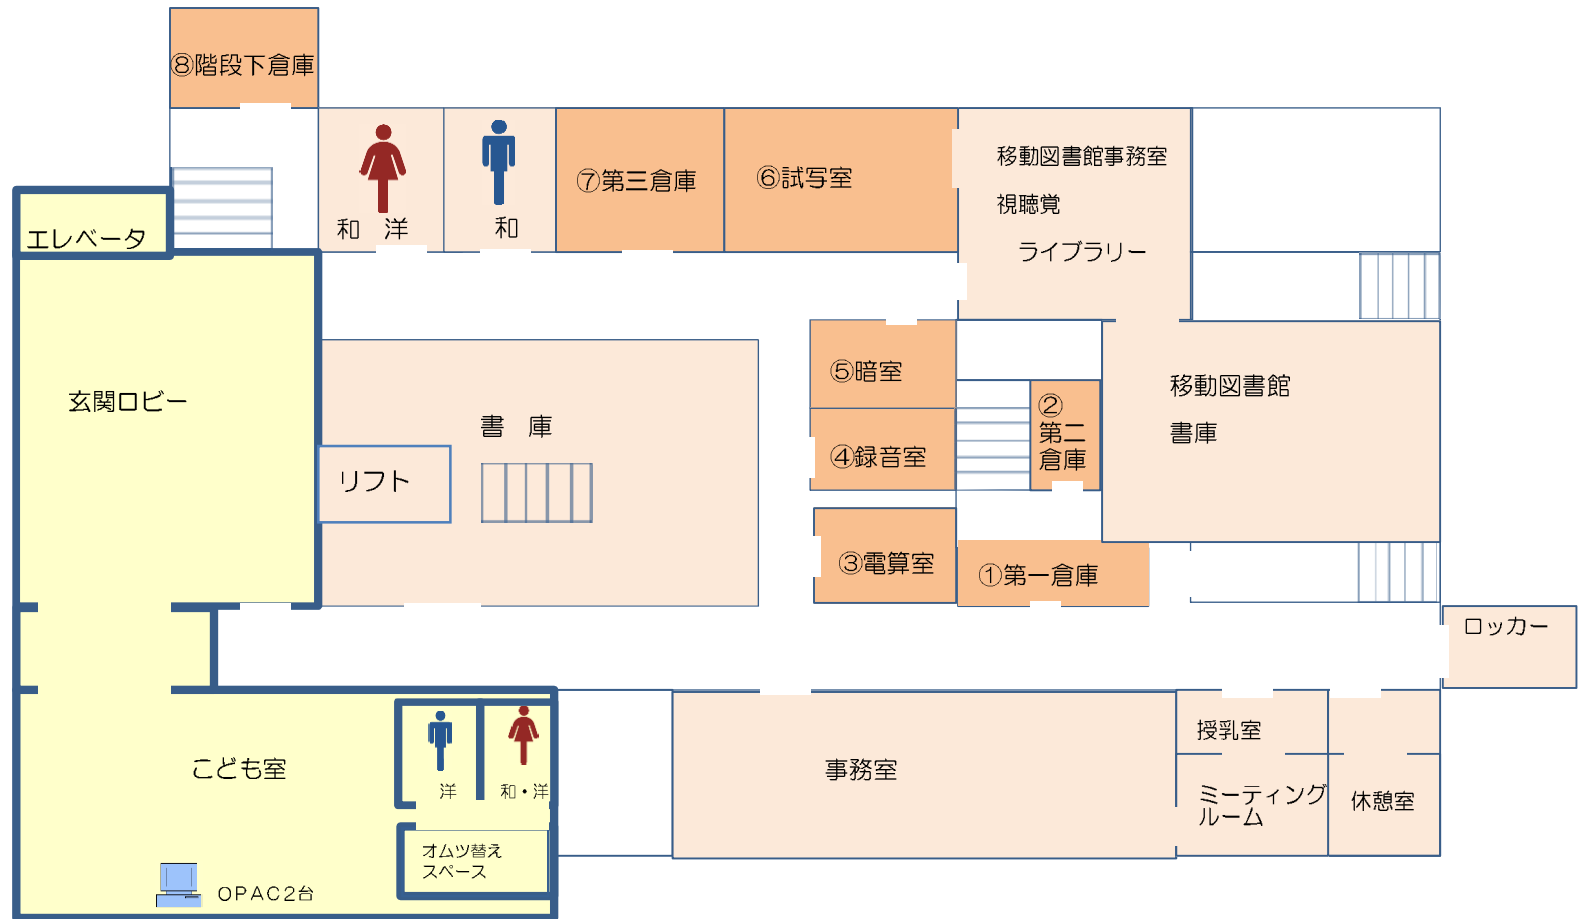 ⑧階段下倉庫
和　洋
和
⑦第三倉庫
⑥試写室
移動図書館事務室
視聴覚
ライブラリー
エレベータ
玄関ロビー
書　庫
リフト
⑤暗室
④録音室
②
第二
倉庫
移動図書館
書庫
③電算室
①第一倉庫
ロッカー
こども室
洋
和・洋
オムツ替え
スペース
OPAC2台
事務室
授乳室
ミーティング
ルーム
休憩室